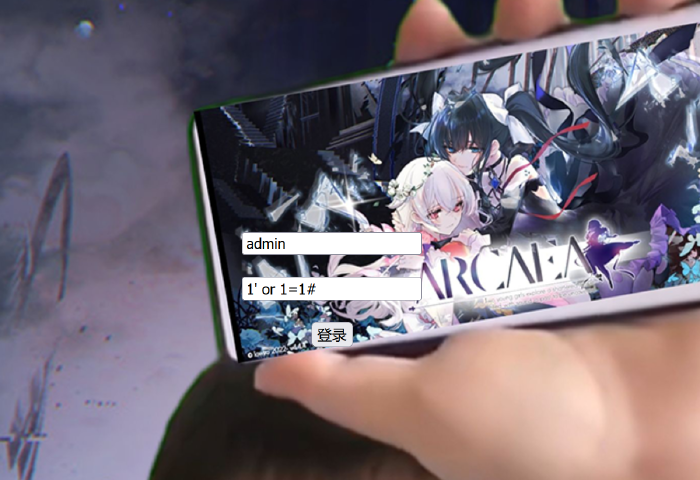 ARCAEA
admin
1' or 1=1#
登录